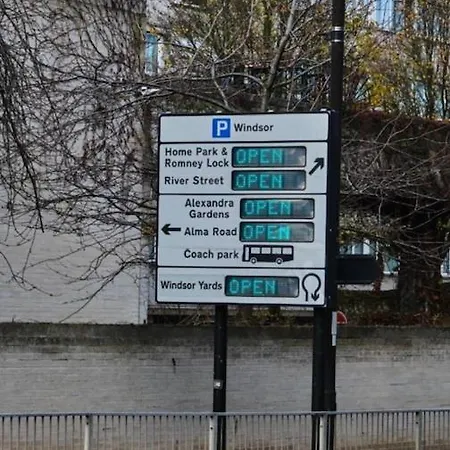 P Windsor
Home Park & 
Romney Lock OPEN
River Street OPEN
Alexandra
Gardens OPEN
Alma Road OPEN
Coach park
Windsor Yards OPEN